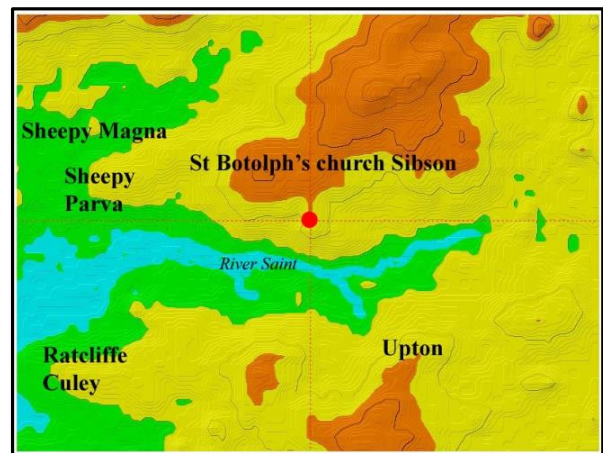 Sheepy Magna
St Botolph's church Sibson
Sheepy
Parva
River Saint
Upton
Ratcliffe
Culey